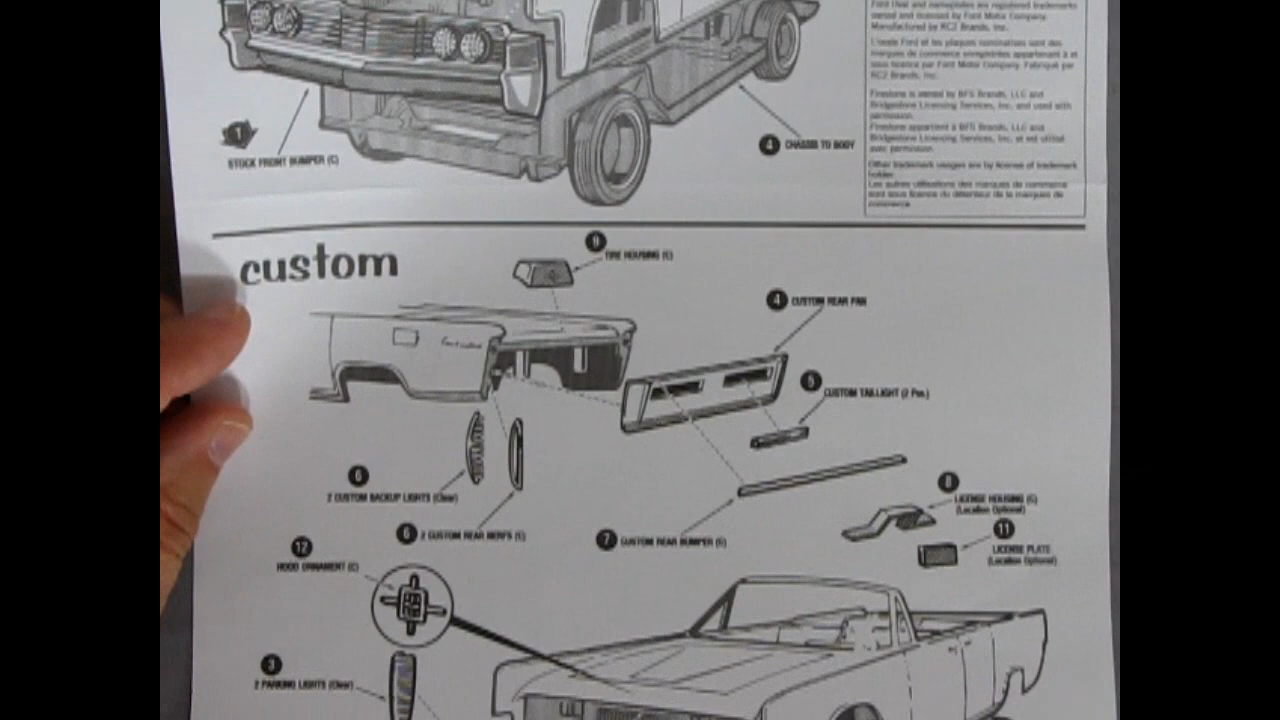 Ford Oval and nameplates are registered trademarks
owned and licensed by Ford Motor Company.
Manufactured by RC2 Brands, Inc.
L'ovale Ford et les plaques nominatives sont des
marques de commerce enregistrées appartenant à et
sous licence par Ford Motor Company. Fabriqué par
RC2 Brands, Inc.
Firestone is owned by BFS Brands, LLC and
Bridgestone Licensing Services, Inc. and used with
permission.
Firestone appartient à BFS Brands, LLC and
Bridgestone Licensing Services, Inc. et est utilisé
avec permission.
Other trademark usages are by license of trademark
holder.
Les autres utilisations des marques de commerce
sont sous licence du détenteur de la marques de
commerce
1
STOCK FRONT BUMPER (C)
4 CHASSIS TO BODY
custom
9
TIRE HOUSING (C)
4 CUSTOM REAR PAN
5
CUSTOM TAILLIGHT (2 Pcs.)
6
2 CUSTOM BACKUP LIGHTS (Clear)
6 2 CUSTOM REAR NERFS (C)
7 CUSTOM REAR BUMPER (C)
8
LICENSE HOUSING (C)
(Location Optional)
11
LICENSE PLATE
(Location Optional)
12
HOOD ORNAMENT (C)
3
2 PARKING LIGHTS (Clear)